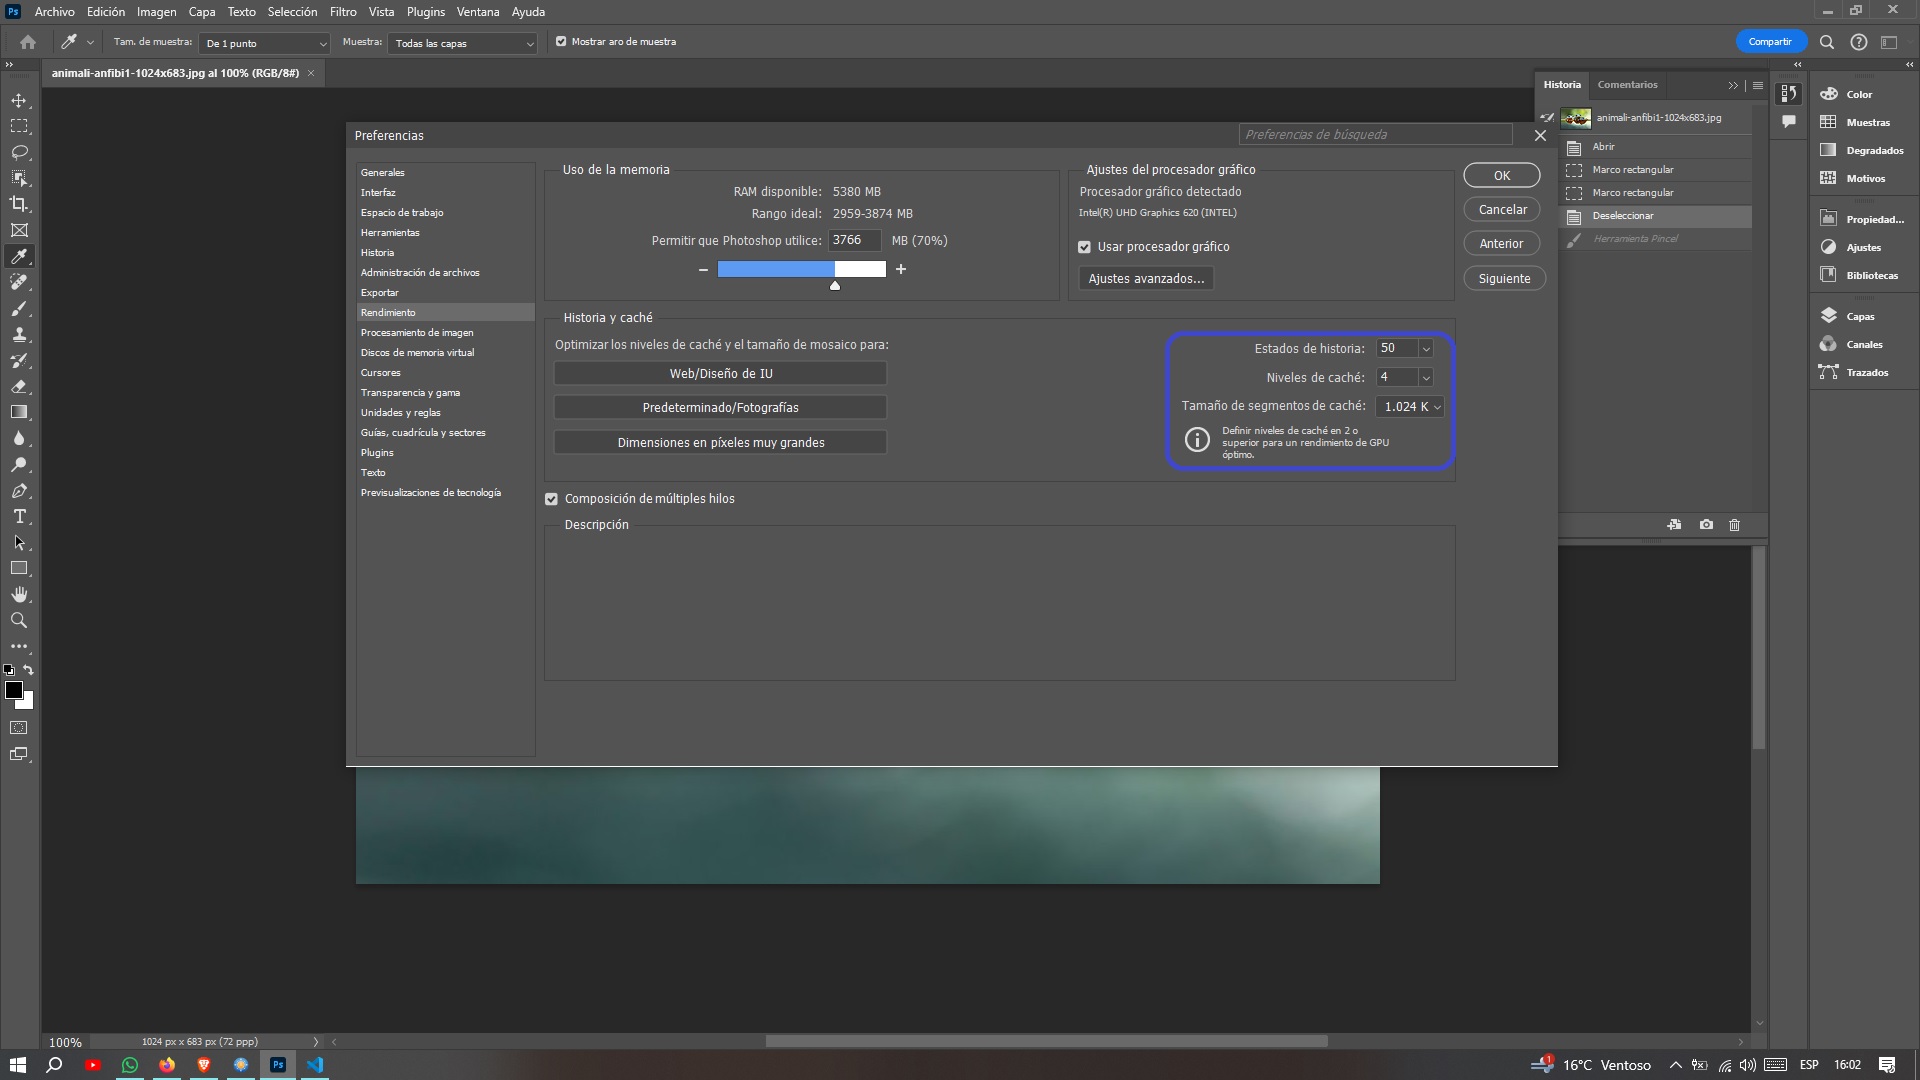 Ps Archivo Edición Imagen Capa Texto Selección Filtro Vista Plugins Ventana Ayuda
Tam. de muestra: De 1 punto Muestra: Todas las capas Mostrar aro de muestra Compartir
animali-anfibi1-1024x683.jpg al 100% (RGB/8#)
Historia Comentarios
animali-anfibi1-1024x683.jpg
Abrir
Marco rectangular
Marco rectangular
Deseleccionar
Herramienta Pincel
Color
Muestras
Degradados
Motivos
Propiedad...
Ajustes
Bibliotecas
Capas
Canales
Trazados
Preferencias
Preferencias de búsqueda
Generales
Interfaz
Espacio de trabajo
Herramientas
Historia
Administración de archivos
Exportar
Rendimiento
Procesamiento de imagen
Discos de memoria virtual
Cursores
Transparencia y gama
Unidades y reglas
Guías, cuadrícula y sectores
Plugins
Texto
Previsualizaciones de tecnología
Uso de la memoria
RAM disponible: 5380 MB
Rango ideal: 2959-3874 MB
Permitir que Photoshop utilice: 3766 MB (70%)
Ajustes del procesador gráfico
Procesador gráfico detectado
Intel(R) UHD Graphics 620 (INTEL)
Usar procesador gráfico
Ajustes avanzados...
OK
Cancelar
Anterior
Siguiente
Historia y caché
Optimizar los niveles de caché y el tamaño de mosaico para:
Web/Diseño de IU
Predeterminado/Fotografías
Dimensiones en píxeles muy grandes
Estados de historia: 50
Niveles de caché: 4
Tamaño de segmentos de caché: 1.024 K
Definir niveles de caché en 2 o
superior para un rendimiento de GPU
óptimo.
Composición de múltiples hilos
Descripción
100% 1024 px x 683 px (72 ppp)
Ps 1 16°C Ventoso ESP 16:02